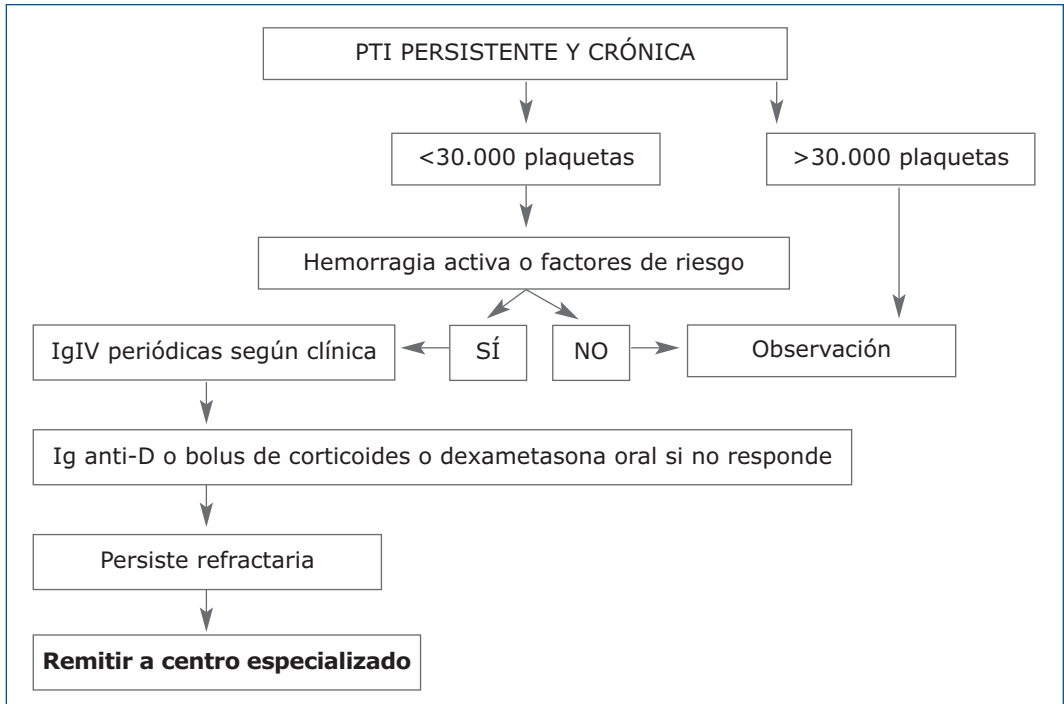 PTI PERSISTENTE Y CRÓNICA
<30.000 plaquetas
>30.000 plaquetas
Hemorragia activa o factores de riesgo
IgIV periódicas según clínica
SÍ
NO
Observación
Ig anti-D o bolus de corticoides o dexametasona oral si no responde
Persiste refractaria
Remitir a centro especializado